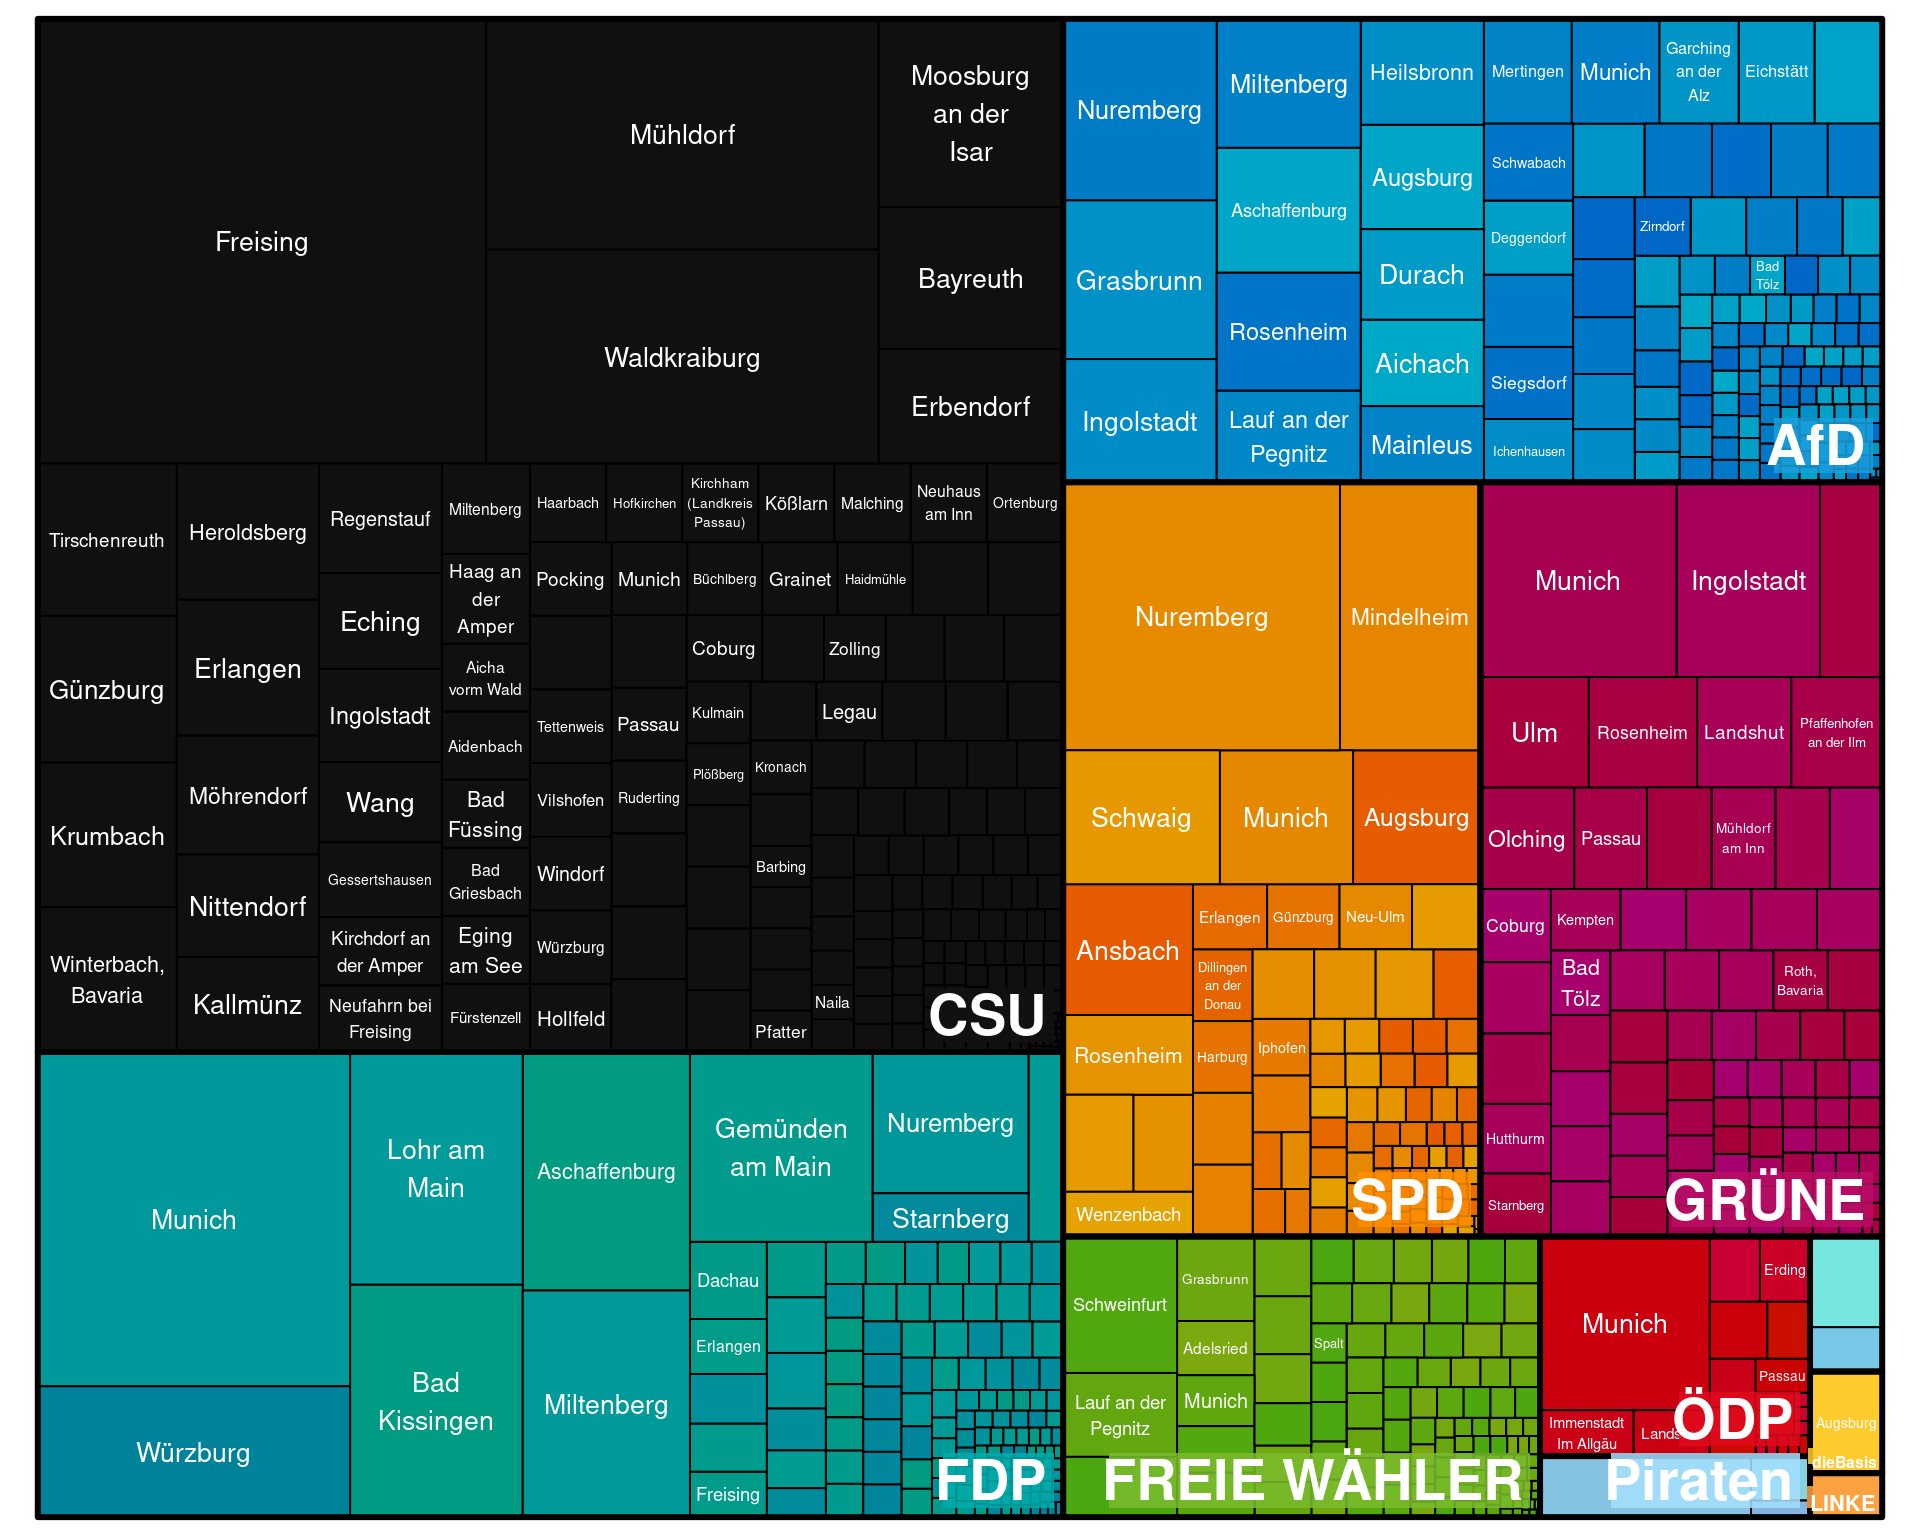 Freising
Mühldorf
Waldkraiburg
Moosburg
an der
Isar
Bayreuth
Erbendorf
Tirschenreuth
Günzburg
Krumbach
Winterbach,
Bavaria
Heroldsberg
Erlangen
Möhrendorf
Nittendorf
Kallmünz
Regenstauf
Eching
Ingolstadt
Wang
Gessertshausen
Kirchdorf an
der Amper
Neufahrn bei
Freising
Miltenberg
Haag an
der
Amper
Aicha
vorm Wald
Aidenbach
Bad
Füssing
Bad
Griesbach
Eging
am See
Fürstenzell
Haarbach
Hofkirchen
Kirchham
(Landkreis
Passau)
Kößlarn
Malching
Neuhaus
am Inn
Ortenburg
Pocking
Munich
Büchlberg
Grainet
Haidmühle
Tettenweis
Vilshofen
Windorf
Würzburg
Hollfeld
Passau
Ruderting
Coburg
Zolling
Kulmain
Legau
Plößberg
Kronach
Barbing
Naila
Pfatter
CSU
Munich
Würzburg
Lohr am
Main
Bad
Kissingen
Aschaffenburg
Miltenberg
Gemünden
am Main
Nuremberg
Starnberg
Dachau
Erlangen
Freising
FDP
Nuremberg
Grasbrunn
Ingolstadt
Miltenberg
Aschaffenburg
Rosenheim
Lauf an der
Pegnitz
Heilsbronn
Augsburg
Durach
Aichach
Mainleus
Mertingen
Munich
Garching
an der
Alz
Eichstätt
Schwabach
Deggendorf
Siegsdorf
Ichenhausen
Zirndorf
Bad
Tölz
AfD
Nuremberg
Mindelheim
Schwaig
Munich
Augsburg
Ansbach
Rosenheim
Wenzenbach
Erlangen
Günzburg
Neu-Ulm
Dillingen
an der
Donau
Harburg
Iphofen
SPD
Munich
Ingolstadt
Ulm
Rosenheim
Landshut
Pfaffenhofen
an der Ilm
Olching
Passau
Mühldorf
am Inn
Coburg
Kempten
Bad
Tölz
Roth,
Bavaria
Hutthurm
Starnberg
GRÜNE
Schweinfurt
Lauf an der
Pegnitz
Grasbrunn
Adelsried
Munich
Spalt
FREIE WÄHLER
Munich
Erding
Passau
Immenstadt
Im Allgäu
Lands
ÖDP
Piraten
Augsburg
dieBasis
LINKE